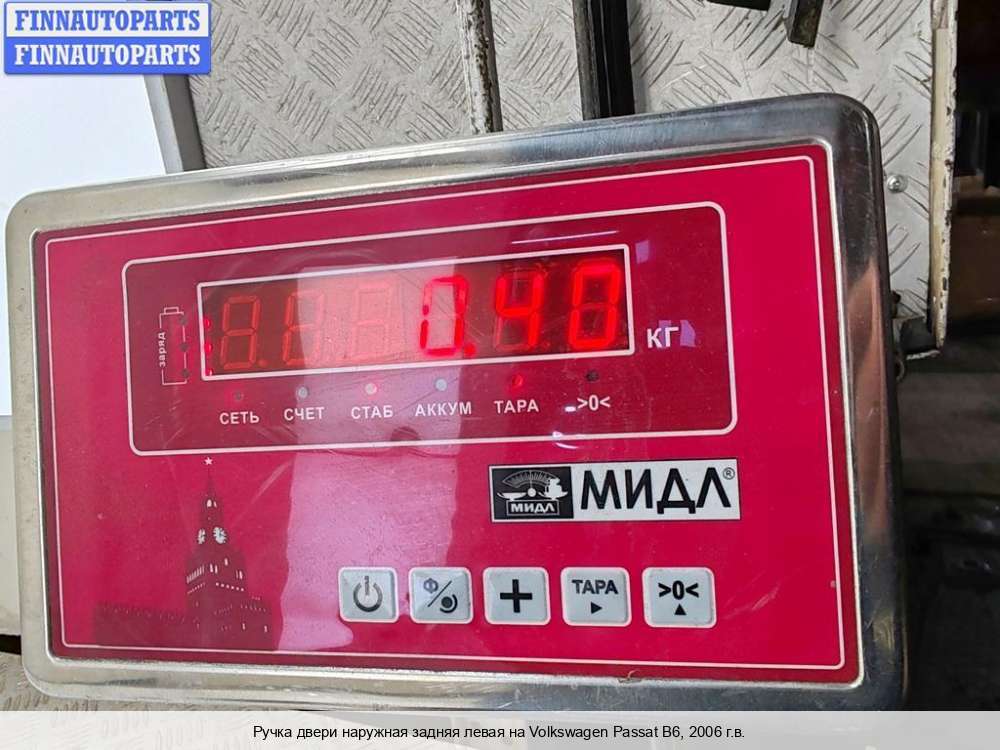 FINNAUTOPARTS
FINNAUTOPARTS
заряд
0.40
КГ
СЕТЬ СЧЕТ СТАБ АККУМ ТАРА >0<
МИДЛ
МИДЛ®
Ф
+
ТАРА
>0<
Ручка двери наружная задняя левая на Volkswagen Passat B6, 2006 г.в.